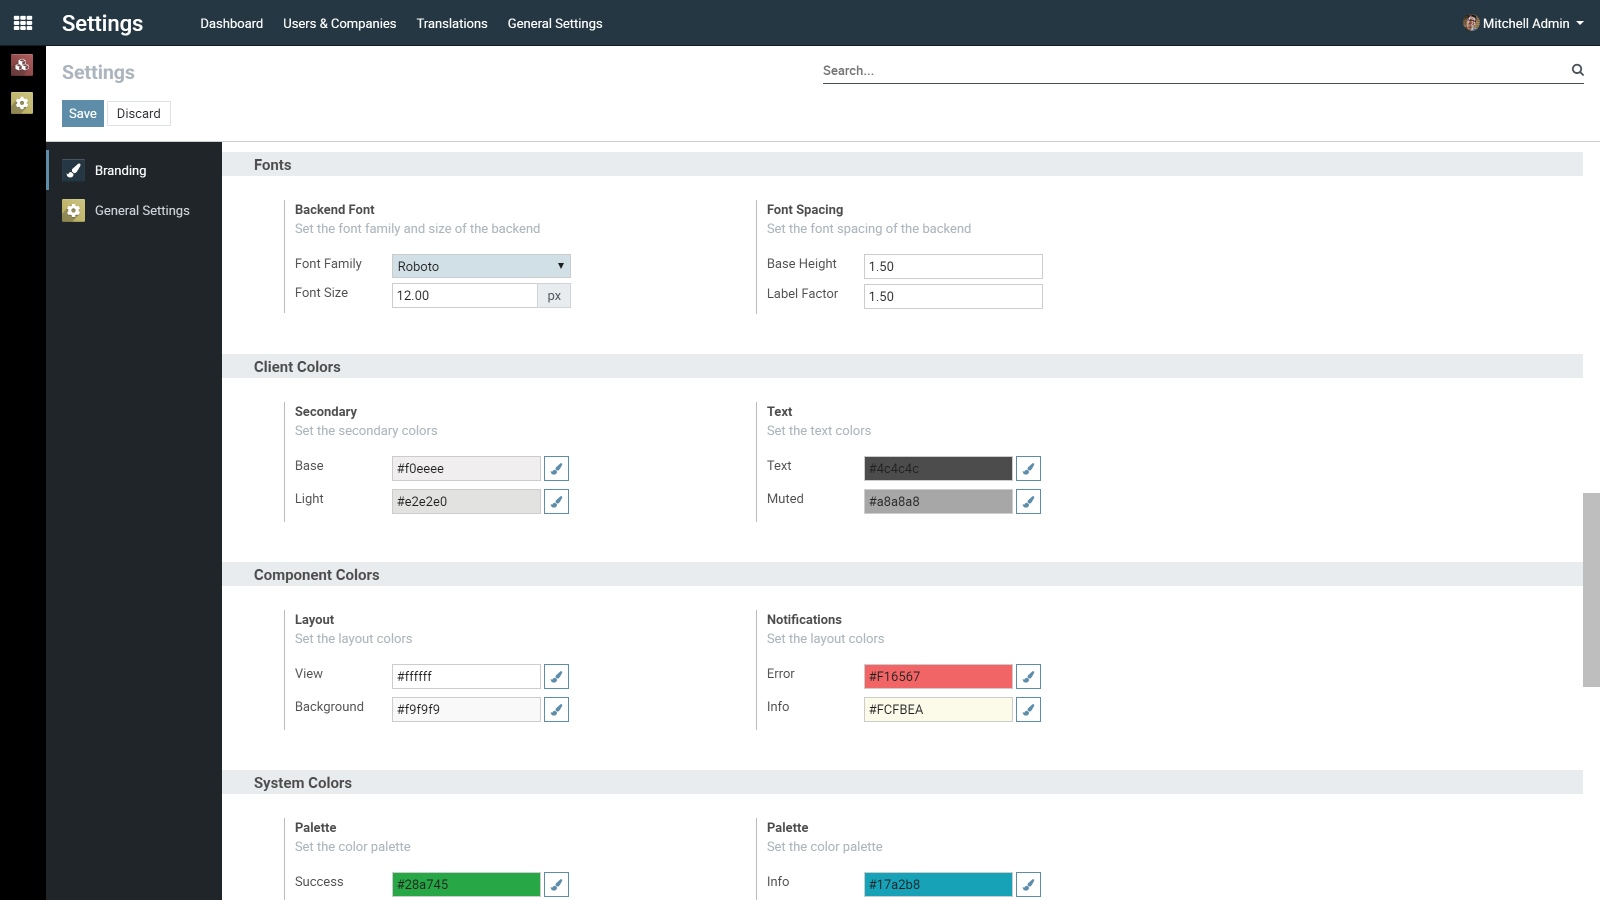 Settings
Dashboard Users & Companies Translations General Settings
Mitchell Admin
Settings
Search...
Save Discard
Branding
General Settings
Fonts
Backend Font
Set the font family and size of the backend
Font Family Roboto
Font Size 12.00 px
Font Spacing
Set the font spacing of the backend
Base Height 1.50
Label Factor 1.50
Client Colors
Secondary
Set the secondary colors
Base #f0eeee
Light #e2e2e0
Text
Set the text colors
Text #4c4c4c
Muted #a8a8a8
Component Colors
Layout
Set the layout colors
View #ffffff
Background #f9f9f9
Notifications
Set the layout colors
Error #F16567
Info #FCFBEA
System Colors
Palette
Set the color palette
Success #28a745
Palette
Set the color palette
Info #17a2b8